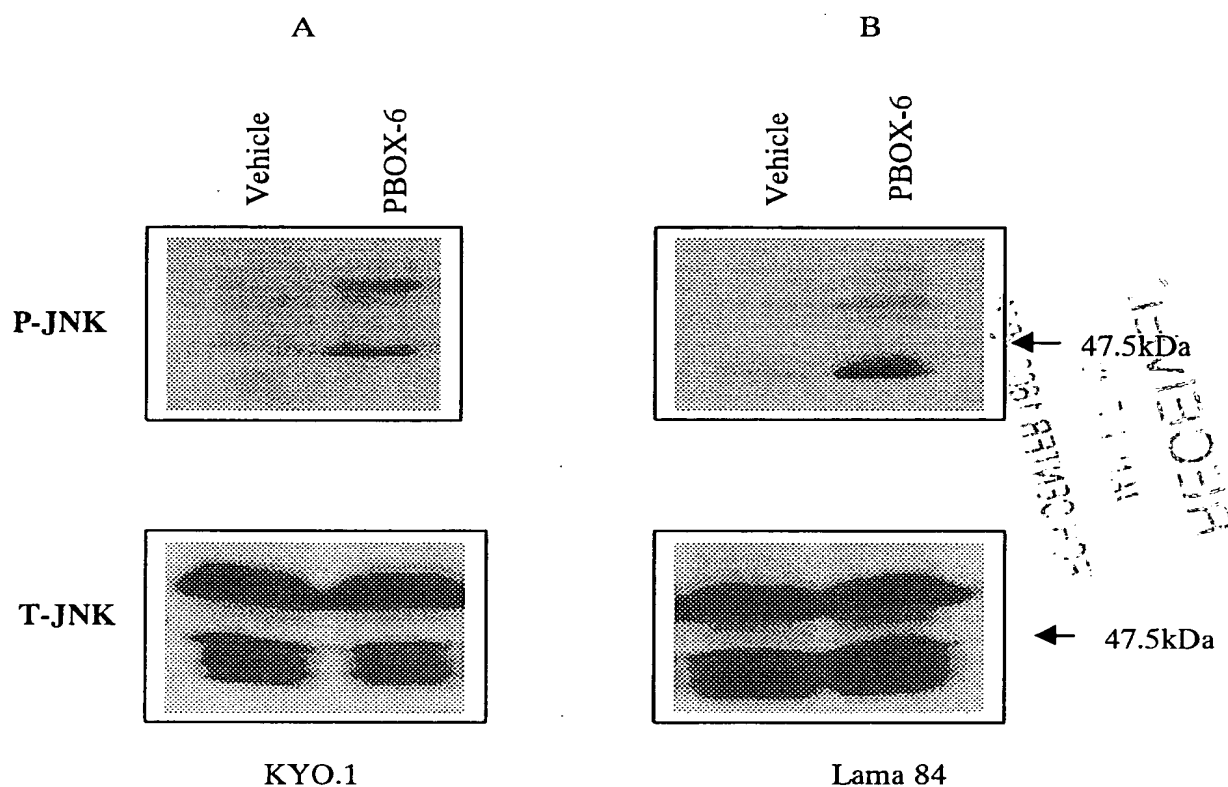 A
B
Vehicle
PBOX-6
Vehicle
PBOX-6
P-JNK
47.5kDa
T-JNK
47.5kDa
KYO.1
Lama 84